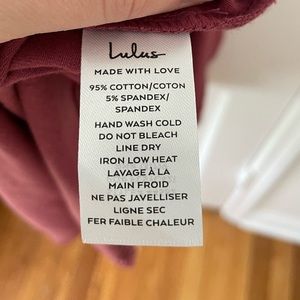 Lulus
MADE WITH LOVE
95% COTTON/COTON
5% SPANDEX/
SPANDEX
HAND WASH COLD
DO NOT BLEACH
LINE DRY
IRON LOW HEAT
LAVAGE À LA
MAIN FROID
NE PAS JAVELLISER
LIGNE SEC
FER FAIBLE CHALEUR